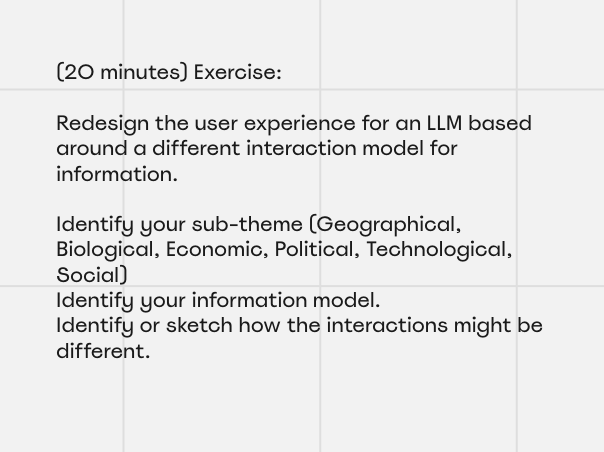 (20 minutes) Exercise:
Redesign the user experience for an LLM based
around a different interaction model for
information.
Identify your sub-theme (Geographical,
Biological, Economic, Political, Technological,
Social)
Identify your information model.
Identify or sketch how the interactions might be
different.